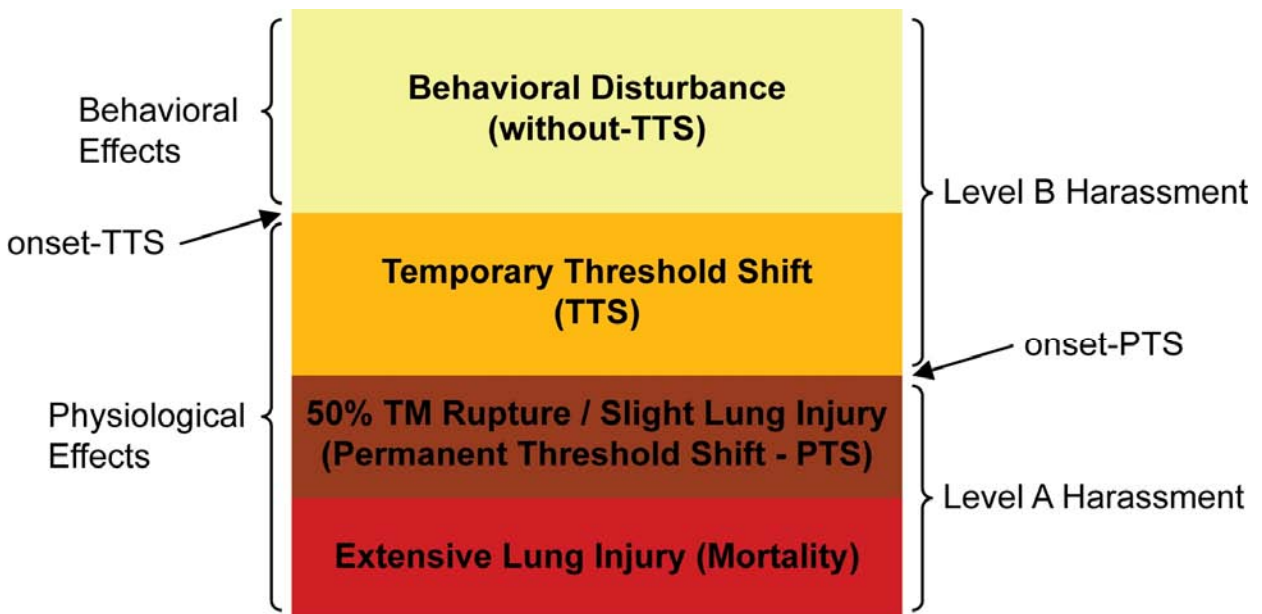 Behavioral Disturbance
(without-TTS)
Behavioral
Effects
Level B Harassment
onset-TTS
Temporary Threshold Shift
(TTS)
onset-PTS
Physiological
Effects
50% TM Rupture / Slight Lung Injury
(Permanent Threshold Shift - PTS)
Level A Harassment
Extensive Lung Injury (Mortality)